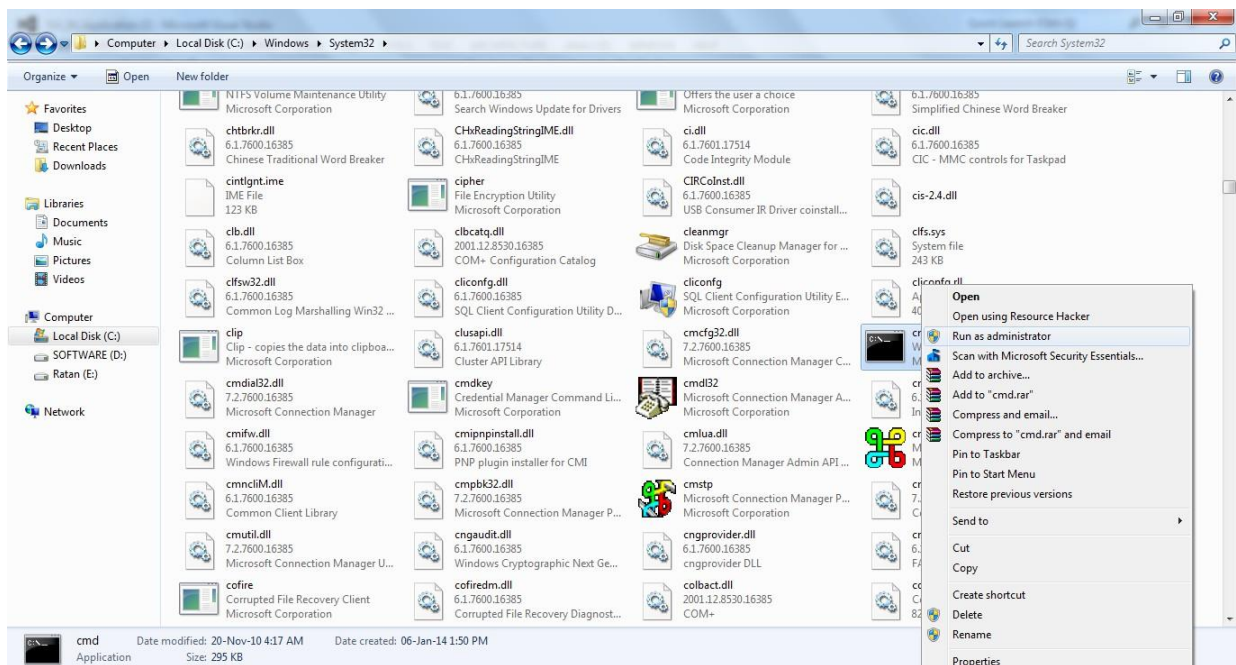 Computer ▸ Local Disk (C:) ▸ Windows ▸ System32 ▸
Search System32
Organize ▾
Open
New folder
Favorites
Desktop
Recent Places
Downloads
Libraries
Documents
Music
Pictures
Videos
Computer
Local Disk (C:)
SOFTWARE (D:)
Ratan (E:)
Network
NTFS Volume Maintenance Utility
Microsoft Corporation
6.1.7600.16385
Search Windows Update for Drivers
Offers the user a choice
Microsoft Corporation
6.1.7600.16385
Simplified Chinese Word Breaker
chtbrkr.dll
6.1.7600.16385
Chinese Traditional Word Breaker
CHxReadingStringIME.dll
6.1.7600.16385
CHxReadingStringIME
ci.dll
6.1.7601.17514
Code Integrity Module
cic.dll
6.1.7600.16385
CIC - MMC controls for Taskpad
cintlgnt.ime
IME File
123 KB
cipher
File Encryption Utility
Microsoft Corporation
CIRCoInst.dll
6.1.7600.16385
USB Consumer IR Driver coinstall...
cis-2.4.dll
clb.dll
6.1.7600.16385
Column List Box
clbcatq.dll
2001.12.8530.16385
COM+ Configuration Catalog
cleanmgr
Disk Space Cleanup Manager for ...
Microsoft Corporation
clfs.sys
System file
243 KB
clfsw32.dll
6.1.7600.16385
Common Log Marshalling Win32 ...
cliconfg.dll
6.1.7600.16385
SQL Client Configuration Utility D...
cliconfg
SQL Client Configuration Utility E...
Microsoft Corporation
cliconfg.rll
clip
Clip - copies the data into clipboa...
Microsoft Corporation
clusapi.dll
6.1.7601.17514
Cluster API Library
cmcfg32.dll
7.2.7600.16385
Microsoft Connection Manager C...
cmdial32.dll
7.2.7600.16385
Microsoft Connection Manager
cmdkey
Credential Manager Command Li...
Microsoft Corporation
cmdl32
Microsoft Connection Manager A...
Microsoft Corporation
cmifw.dll
6.1.7600.16385
Windows Firewall rule configurati...
cmipnpinstall.dll
6.1.7600.16385
PNP plugin installer for CMI
cmlua.dll
7.2.7600.16385
Connection Manager Admin API ...
cmncliM.dll
6.1.7600.16385
Common Client Library
cmpbk32.dll
7.2.7600.16385
Microsoft Connection Manager P...
cmstp
Microsoft Connection Manager P...
Microsoft Corporation
cmutil.dll
7.2.7600.16385
Microsoft Connection Manager U...
cngaudit.dll
6.1.7600.16385
Windows Cryptographic Next Ge...
cngprovider.dll
6.1.7600.16385
cngprovider DLL
cofire
Corrupted File Recovery Client
Microsoft Corporation
cofiredm.dll
6.1.7600.16385
Corrupted File Recovery Diagnost...
colbact.dll
2001.12.8530.16385
COM+
Open
Open using Resource Hacker
Run as administrator
Scan with Microsoft Security Essentials...
Add to archive...
Add to "cmd.rar"
Compress and email...
Compress to "cmd.rar" and email
Pin to Taskbar
Pin to Start Menu
Restore previous versions
Send to
Cut
Copy
Create shortcut
Delete
Rename
Properties
cmd Date modified: 20-Nov-10 4:17 AM Date created: 06-Jan-14 1:50 PM
Application Size: 295 KB